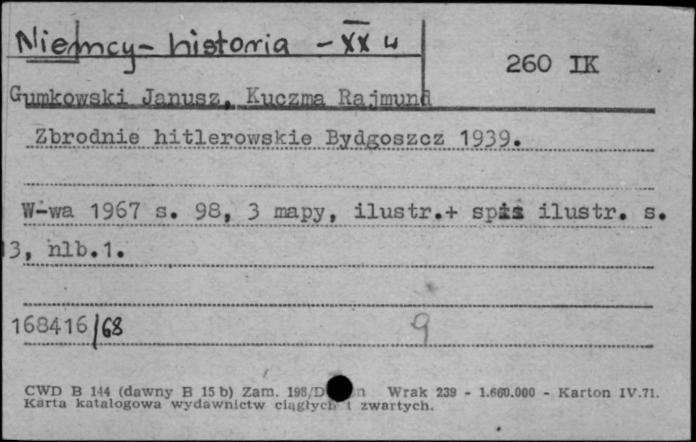 Niemcy - historia - XX w
260 IK
Gumkowski Janusz, Kuczma Rajmund
Zbrodnie hitlerowskie Bydgoszcz 1939.
W-wa 1967 s. 98, 3 mapy, ilustr.+ spis ilustr. s.
3, nlb.1.
168416/68 9
CWD B 144 (dawny B 15 b) Zam. 198/D Wrak 239 - 1.660.000 - Karton IV.71.
Karta katalogowa wydawnictw ciągłych i zwartych.